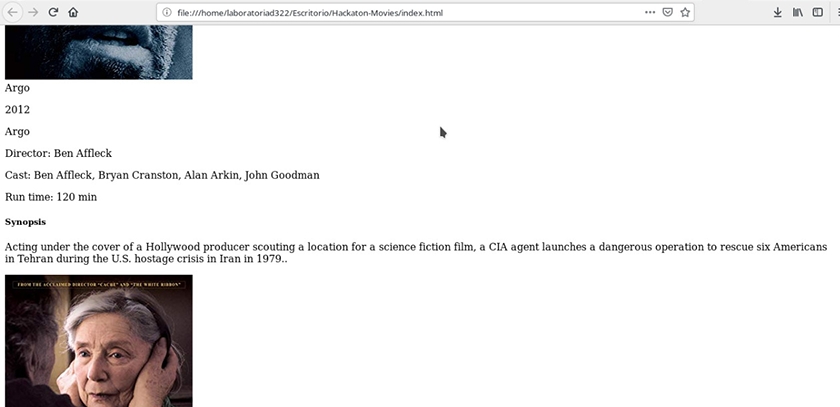 file:///home/laboratoriad322/Escritorio/Hackaton-Movies/index.html
Argo
2012
Argo
Director: Ben Affleck
Cast: Ben Affleck, Bryan Cranston, Alan Arkin, John Goodman
Run time: 120 min
Synopsis
Acting under the cover of a Hollywood producer scouting a location for a science fiction film, a CIA agent launches a dangerous operation to rescue six Americans
in Tehran during the U.S. hostage crisis in Iran in 1979..
FROM THE ACCLAIMED DIRECTOR "CACHÉ" AND "THE WHITE RIBBON"